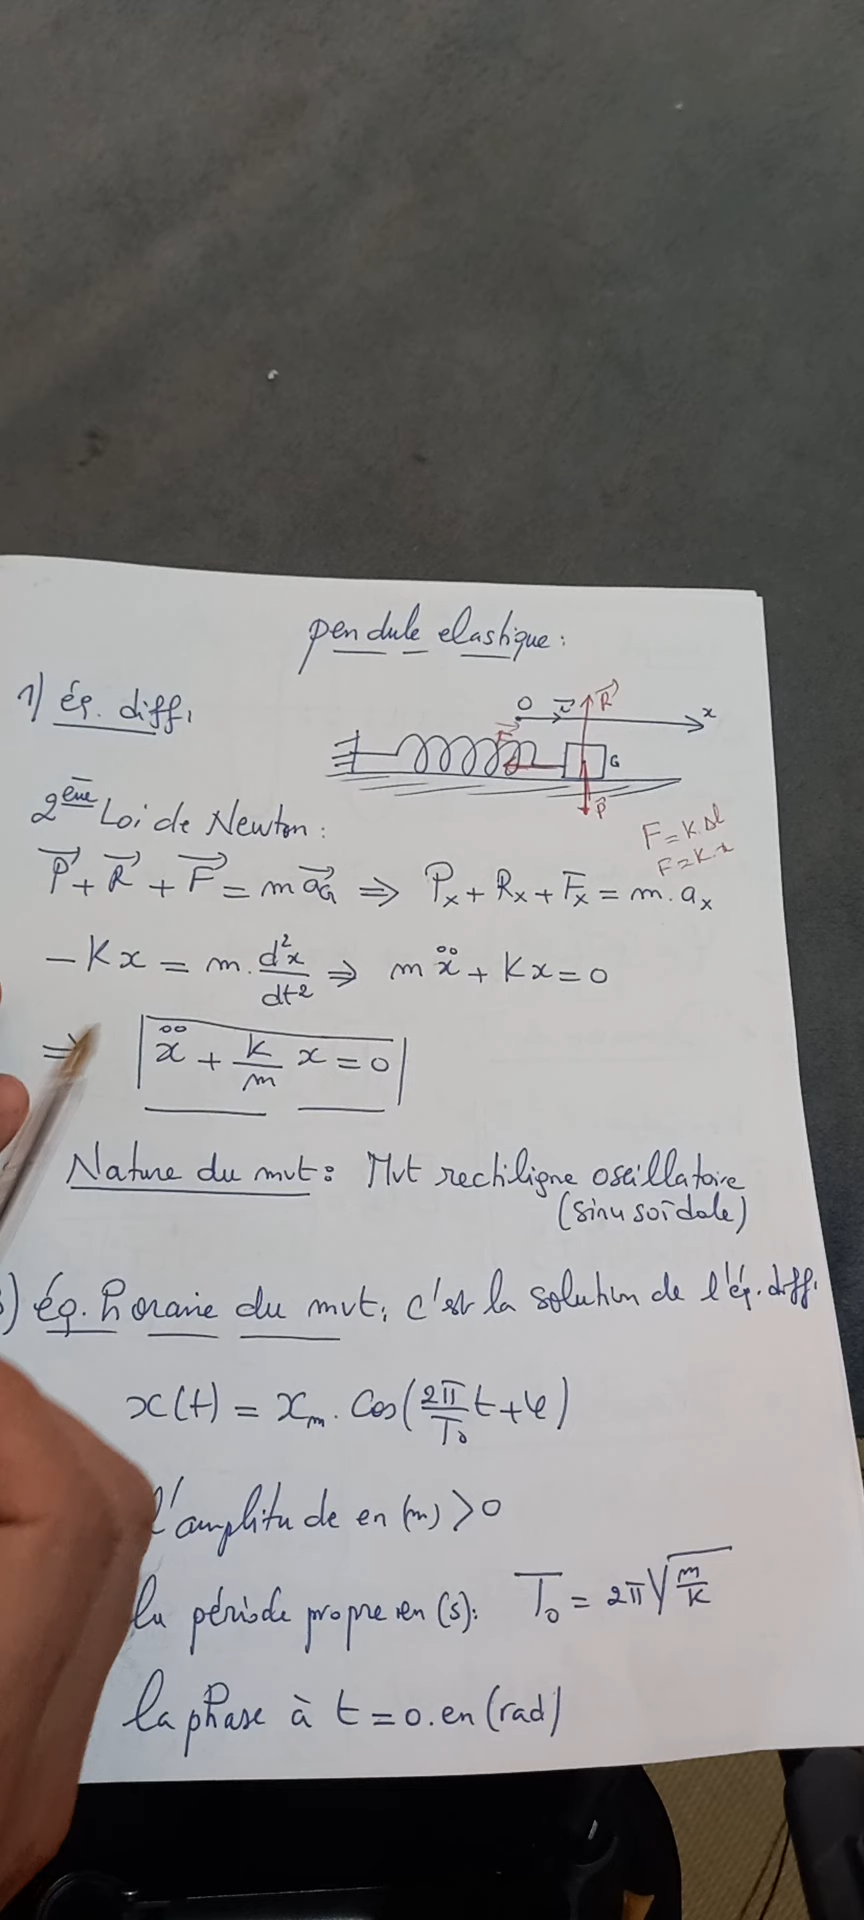 pendule elastique:
1) éq. diff.
O i R x
F
G
P
F = K Δl
F = K. x
2ème Loi de Newton:
P + R + F = m aG ⇒ Px + Rx + Fx = m. ax
- Kx = m. d²x/dt² ⇒ m ẍ + Kx = 0
⇒ ẍ + k/m x = 0
Nature du mvt: Mvt rectiligne oscillatoire
(sinusoïdale)
) éq. horaire du mvt, c'est la solution de l'éq. diff.
x(t) = xm. Cos(2π/T0 t + φ)
l'amplitude en (m) > 0
la période propre en (s): T0 = 2π√(m/k)
la phase à t = 0. en (rad)